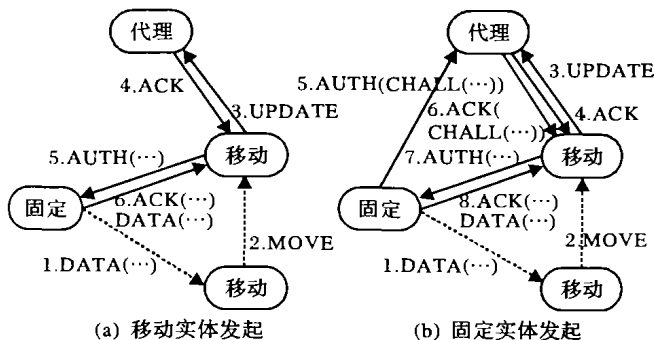 代理
4.ACK
3.UPDATE
5.AUTH(…)
移动
6.ACK(…)
固定
DATA(…)
2.MOVE
1.DATA(…)
移动
(a) 移动实体发起
代理
3.UPDATE
5.AUTH(CHALL(…))
6.ACK(
4.ACK
CHALL(…))
7.AUTH(…)
移动
8.ACK(…)
固定
DATA(…)
2.MOVE
1.DATA(…)
移动
(b) 固定实体发起